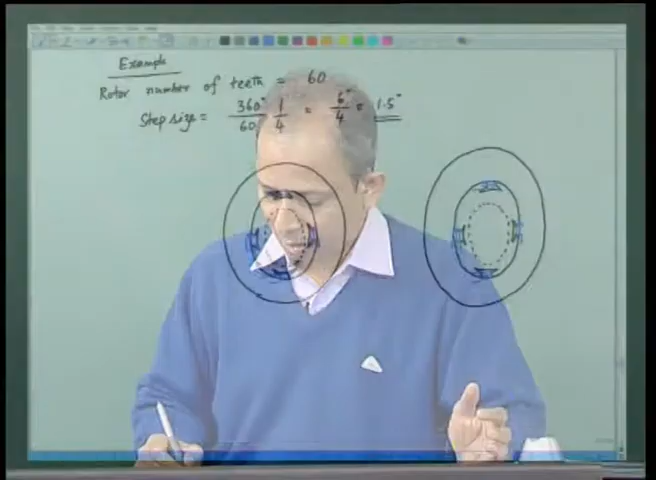 Example
Rotor number of teeth = 60
Step size = 360°/60 1/4 = 6°/4 = 1.5°